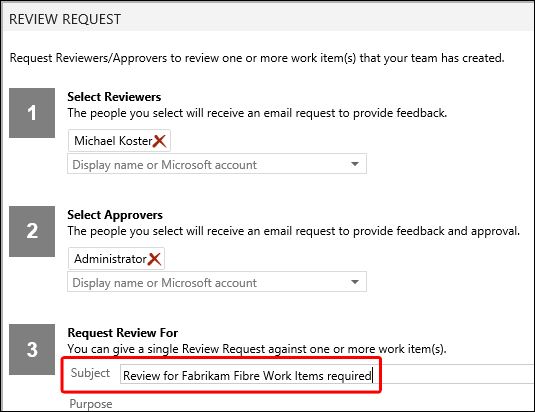 REVIEW REQUEST
Request Reviewers/Approvers to review one or more work item(s) that your team has created.
1
Select Reviewers
The people you select will receive an email request to provide feedback.
Michael Koster
Display name or Microsoft account
2
Select Approvers
The people you select will receive an email request to provide feedback and approval.
Administrator
Display name or Microsoft account
3
Request Review For
You can give a single Review Request against one or more work item(s).
Subject Review for Fabrikam Fibre Work Items required
Purpose